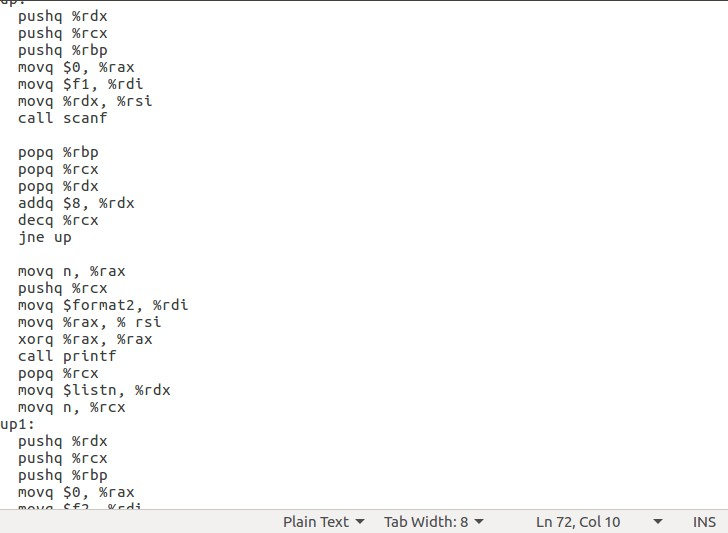 up:
  pushq %rdx
  pushq %rcx
  pushq %rbp
  movq $0, %rax
  movq $f1, %rdi
  movq %rdx, %rsi
  call scanf

  popq %rbp
  popq %rcx
  popq %rdx
  addq $8, %rdx
  decq %rcx
  jne up

  movq n, %rax
  pushq %rcx
  movq $format2, %rdi
  movq %rax, % rsi
  xorq %rax, %rax
  call printf
  popq %rcx
  movq $listn, %rdx
  movq n, %rcx
up1:
  pushq %rdx
  pushq %rcx
  pushq %rbp
  movq $0, %rax
  movq $f2, %rdi
Plain Text Tab Width: 8 Ln 72, Col 10 INS